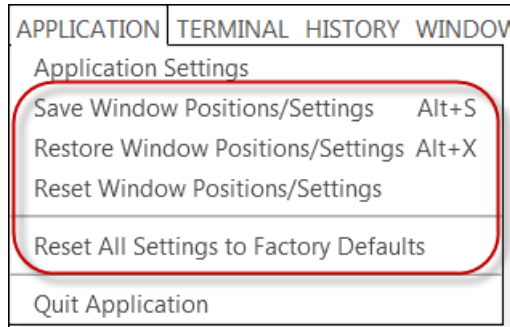 APPLICATION TERMINAL HISTORY
Application Settings
Save Window Positions/Settings Alt+S
Restore Window Positions/Settings Alt+X
Reset Window Positions/Settings
Reset All Settings to Factory Defaults
Quit Application